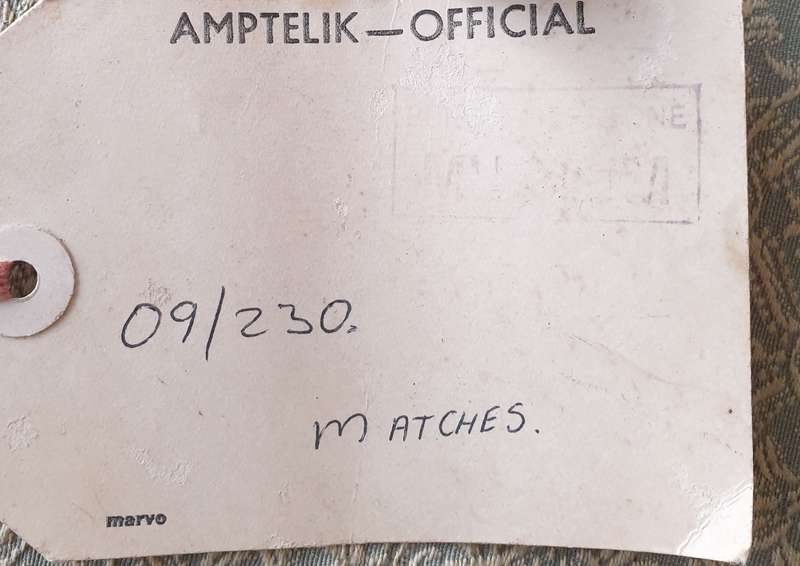 AMPTELIK—OFFICIAL
09/230.
MATCHES.
marvo